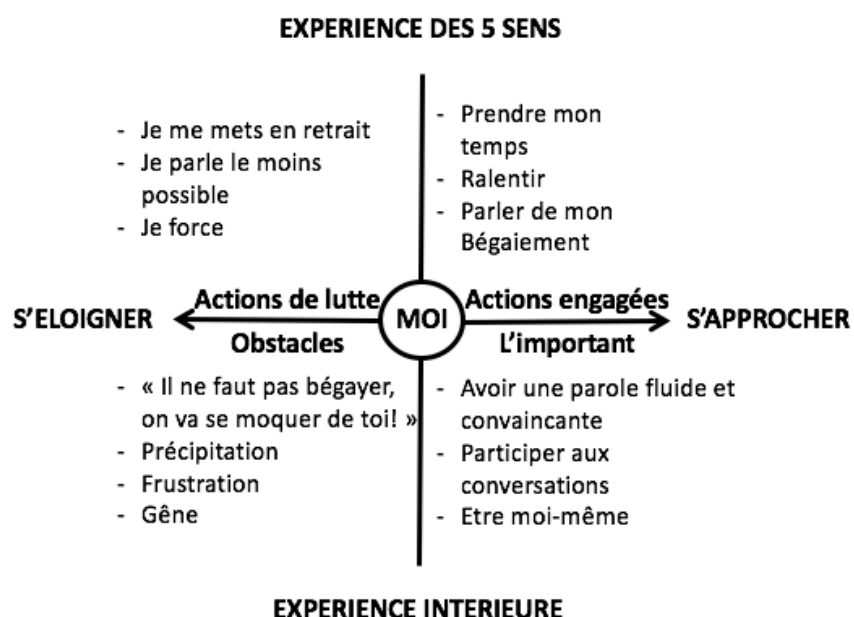 EXPERIENCE DES 5 SENS
- Je me mets en retrait
- Je parle le moins
possible
- Je force
- Prendre mon
temps
- Ralentir
- Parler de mon
Bégaiement
S'ELOIGNER
Actions de lutte
Obstacles
MOI
Actions engagées
L'important
S'APPROCHER
- « Il ne faut pas bégayer,
on va se moquer de toi! »
- Précipitation
- Frustration
- Gêne
- Avoir une parole fluide et
convaincante
- Participer aux
conversations
- Etre moi-même
EXPERIENCE INTERIEURE